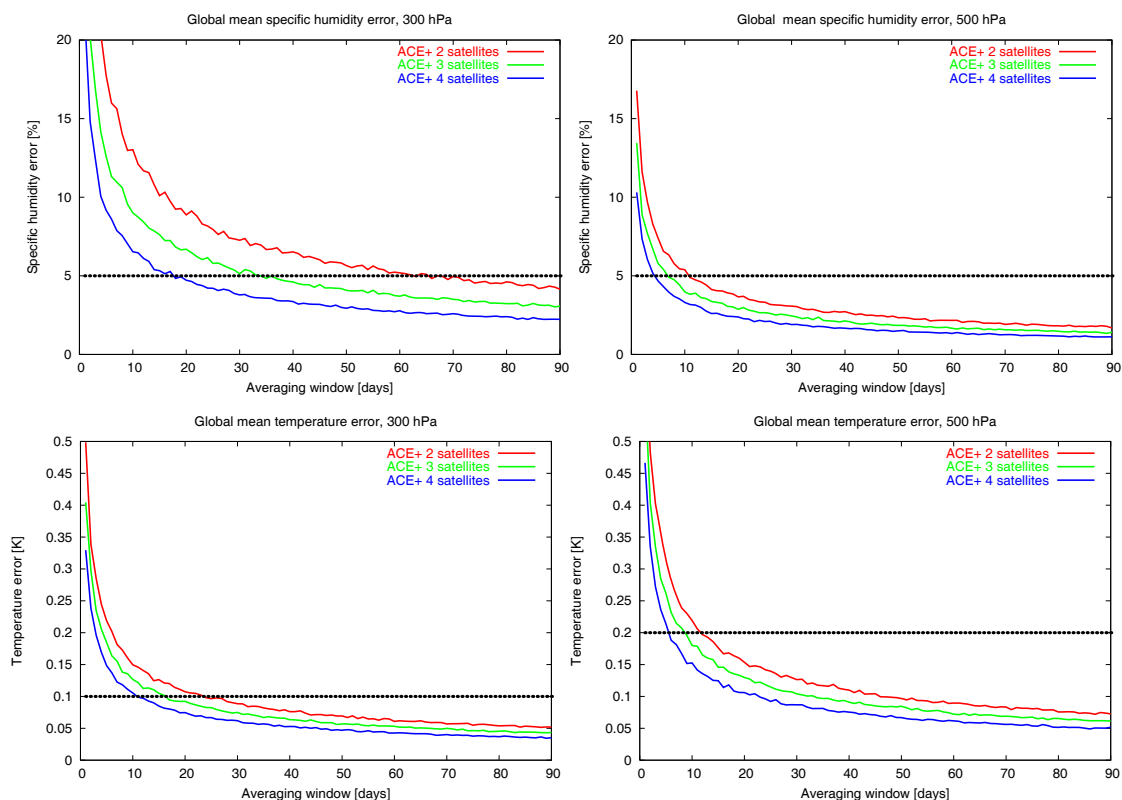 Global mean specific humidity error, 300 hPa
20
15
10
5
0
Specific humidity error [%]
ACE+ 2 satellites
ACE+ 3 satellites
ACE+ 4 satellites
0 10 20 30 40 50 60 70 80 90
Averaging window [days]
Global mean specific humidity error, 500 hPa
20
15
10
5
0
Specific humidity error [%]
ACE+ 2 satellites
ACE+ 3 satellites
ACE+ 4 satellites
0 10 20 30 40 50 60 70 80 90
Averaging window [days]
Global mean temperature error, 300 hPa
0.5
0.45
0.4
0.35
0.3
0.25
0.2
0.15
0.1
0.05
0
Temperature error [K]
ACE+ 2 satellites
ACE+ 3 satellites
ACE+ 4 satellites
0 10 20 30 40 50 60 70 80 90
Averaging window [days]
Global mean temperature error, 500 hPa
0.5
0.45
0.4
0.35
0.3
0.25
0.2
0.15
0.1
0.05
0
Temperature error [K]
ACE+ 2 satellites
ACE+ 3 satellites
ACE+ 4 satellites
0 10 20 30 40 50 60 70 80 90
Averaging window [days]